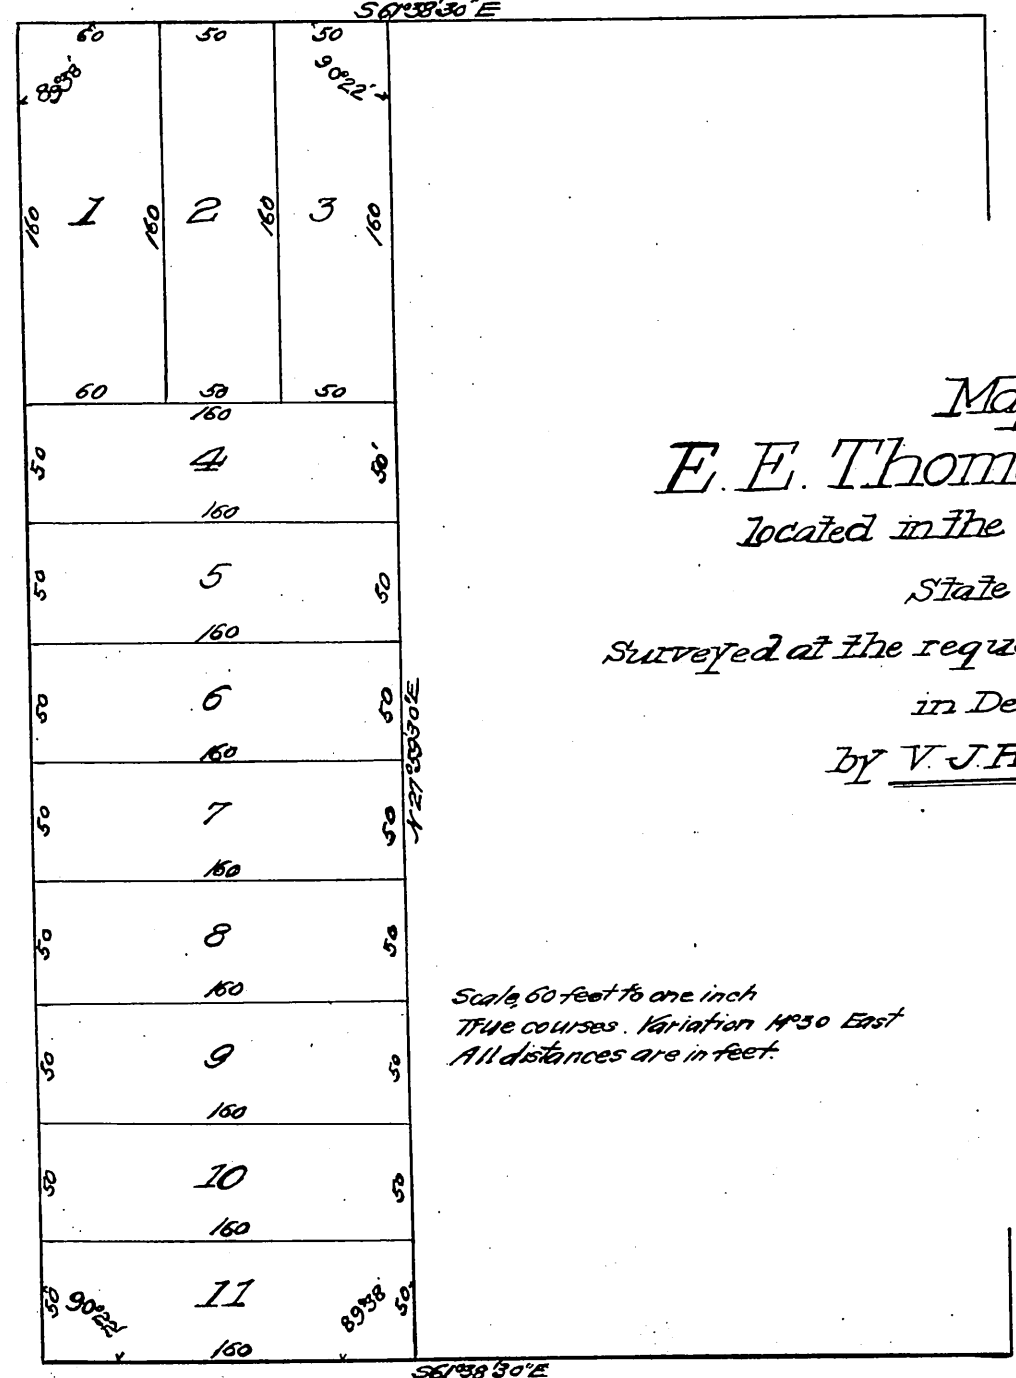 S 61°38'30" E
60 50 50
89°38' 90°22'
160 1 160 2 160 3 160
60 50 50
160
50 4 50'
160
50 5 50
160
50 6 50
160
N 27°59'30"E
50 7 50
160
50 8 50
160
50 9 50
160
50 10 50
160
50 90°22' 11 89°38' 50
160
S61°38'30"E
Map
E. E. Thom
located in the
State
Surveyed at the requ
in De
by V. J.
Scale, 60 feet to one inch
True courses. Variation 14°30 East
All distances are in feet.